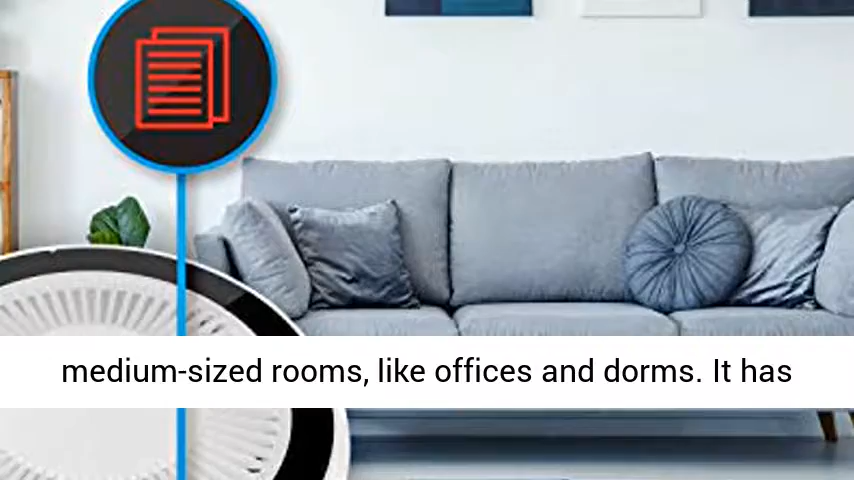 medium-sized rooms, like offices and dorms. It has